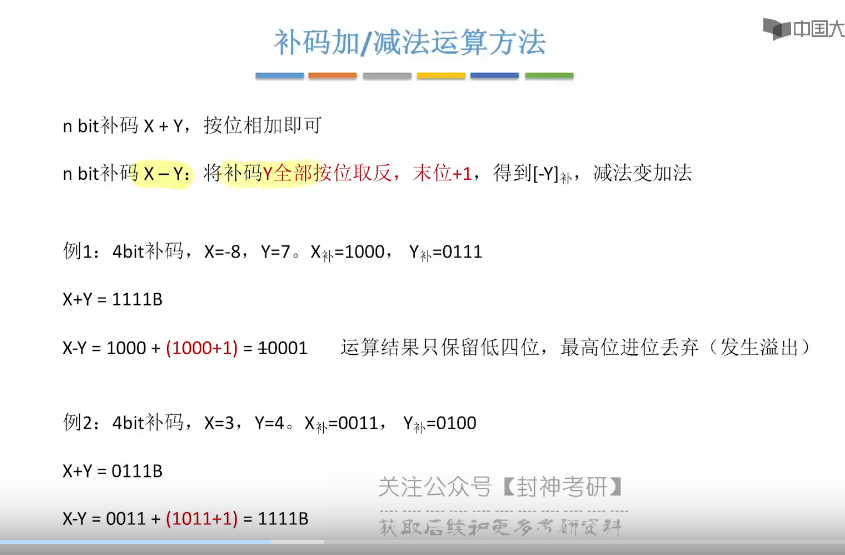 中国大
补码加/减法运算方法
n bit补码 X + Y，按位相加即可
n bit补码 X – Y：将补码Y全部按位取反，末位+1，得到[-Y]补，减法变加法
例1：4bit补码，X=-8，Y=7。X补=1000， Y补=0111
X+Y = 1111B
X-Y = 1000 + (1000+1) = 10001 运算结果只保留低四位，最高位进位丢弃（发生溢出）
例2：4bit补码，X=3，Y=4。X补=0011， Y补=0100
X+Y = 0111B
关注公众号【封神考研】
X-Y = 0011 + (1011+1) = 1111B
获取后续和更多考研资料